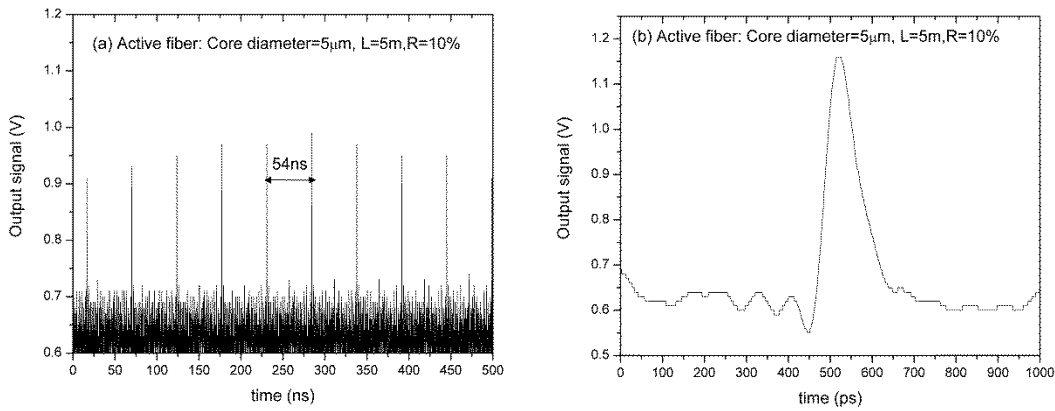 (a) Active fiber: Core diameter=5μm, L=5m,R=10%
1.2
1.1
1.0
0.9
0.8
0.7
0.6
Output signal (V)
54ns
0 50 100 150 200 250 300 350 400 450 500
time (ns)
(b) Active fiber: Core diameter=5μm, L=5m,R=10%
1.2
1.1
1.0
0.9
0.8
0.7
0.6
0.5
Output signal (V)
0 100 200 300 400 500 600 700 800 900 1000
time (ps)